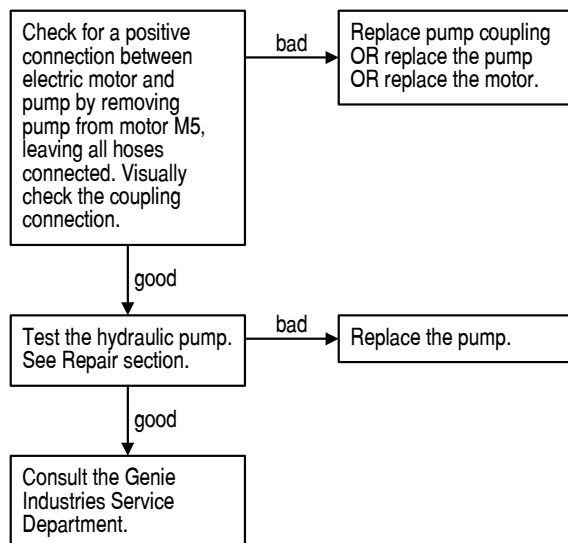 Check for a positive
connection between
electric motor and
pump by removing
pump from motor M5,
leaving all hoses
connected. Visually
check the coupling
connection.
bad
Replace pump coupling
OR replace the pump
OR replace the motor.
good
Test the hydraulic pump.
See Repair section.
bad
Replace the pump.
good
Consult the Genie
Industries Service
Department.